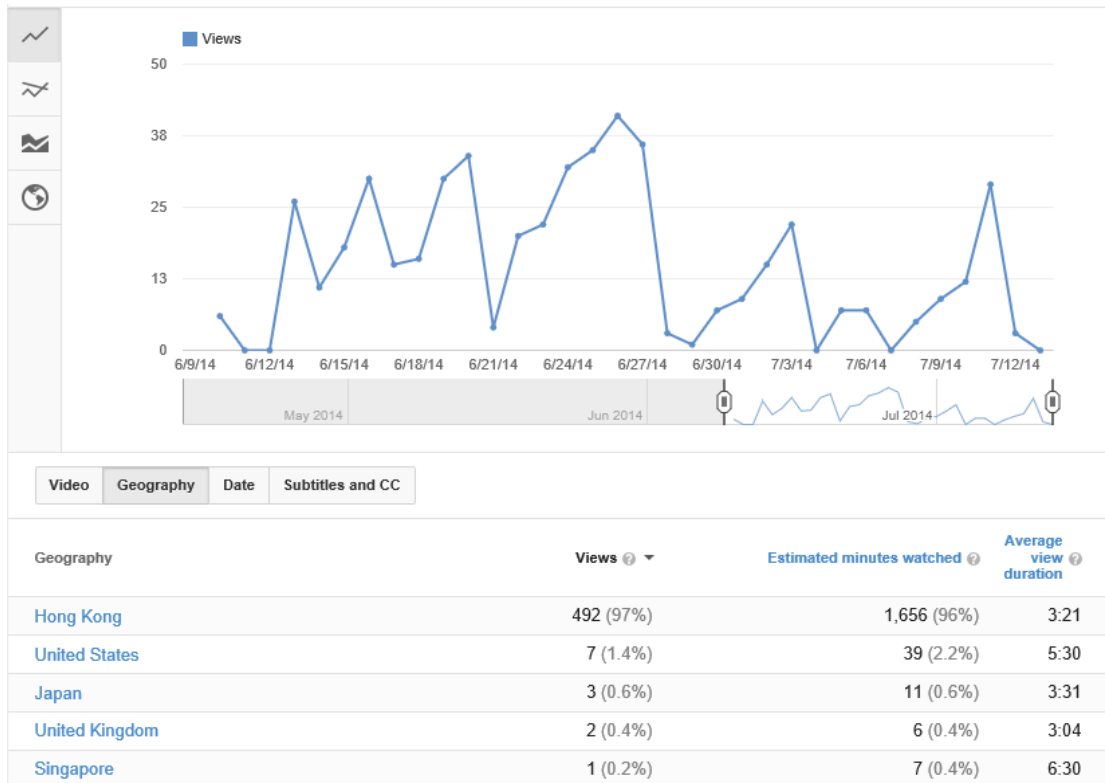 Views
50
38
25
13
0
6/9/14 6/12/14 6/15/14 6/18/14 6/21/14 6/24/14 6/27/14 6/30/14 7/3/14 7/6/14 7/9/14 7/12/14
May 2014 Jun 2014 Jul 2014
Video Geography Date Subtitles and CC
Geography Views ? Estimated minutes watched ? Average view duration ?
Hong Kong 492 (97%) 1,656 (96%) 3:21
United States 7 (1.4%) 39 (2.2%) 5:30
Japan 3 (0.6%) 11 (0.6%) 3:31
United Kingdom 2 (0.4%) 6 (0.4%) 3:04
Singapore 1 (0.2%) 7 (0.4%) 6:30